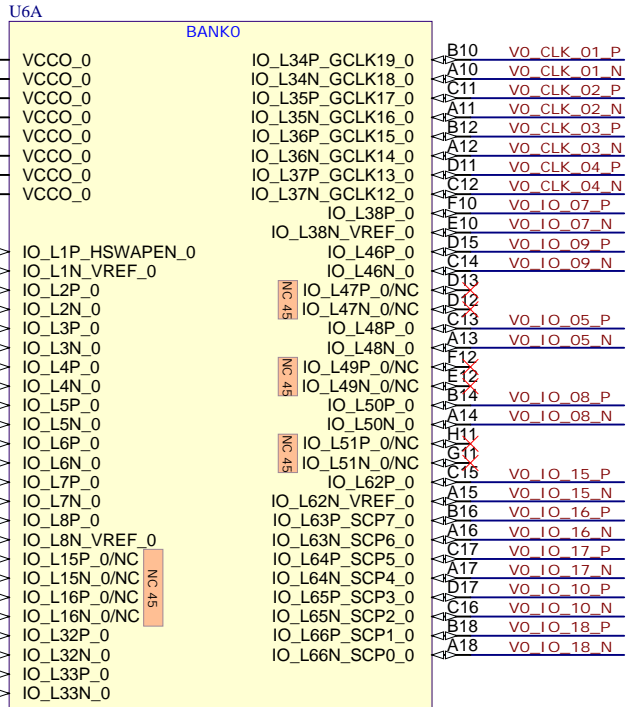 U6A
BANK0
VCCO_0 IO_L34P_GCLK19_0 B10 V0_CLK_01_P
VCCO_0 IO_L34N_GCLK18_0 A10 V0_CLK_01_N
VCCO_0 IO_L35P_GCLK17_0 C11 V0_CLK_02_P
VCCO_0 IO_L35N_GCLK16_0 A11 V0_CLK_02_N
VCCO_0 IO_L36P_GCLK15_0 B12 V0_CLK_03_P
VCCO_0 IO_L36N_GCLK14_0 A12 V0_CLK_03_N
VCCO_0 IO_L37P_GCLK13_0 D11 V0_CLK_04_P
VCCO_0 IO_L37N_GCLK12_0 C12 V0_CLK_04_N
IO_L38P_0 F10 V0_IO_07_P
IO_L38N_VREF_0 E10 V0_IO_07_N
IO_L1P_HSWAPEN_0 IO_L46P_0 D15 V0_IO_09_P
IO_L1N_VREF_0 IO_L46N_0 C14 V0_IO_09_N
IO_L2P_0 NC 45 IO_L47P_0/NC D13
IO_L2N_0 IO_L47N_0/NC D12
IO_L3P_0 IO_L48P_0 C13 V0_IO_05_P
IO_L3N_0 IO_L48N_0 A13 V0_IO_05_N
IO_L4P_0 NC 45 IO_L49P_0/NC F12
IO_L4N_0 IO_L49N_0/NC E12
IO_L5P_0 IO_L50P_0 B14 V0_IO_08_P
IO_L5N_0 IO_L50N_0 A14 V0_IO_08_N
IO_L6P_0 NC 45 IO_L51P_0/NC H11
IO_L6N_0 IO_L51N_0/NC G11
IO_L7P_0 IO_L62P_0 C15 V0_IO_15_P
IO_L7N_0 IO_L62N_VREF_0 A15 V0_IO_15_N
IO_L8P_0 IO_L63P_SCP7_0 B16 V0_IO_16_P
IO_L8N_VREF_0 IO_L63N_SCP6_0 A16 V0_IO_16_N
IO_L15P_0/NC NC 45 IO_L64P_SCP5_0 C17 V0_IO_17_P
IO_L15N_0/NC IO_L64N_SCP4_0 A17 V0_IO_17_N
IO_L16P_0/NC IO_L65P_SCP3_0 D17 V0_IO_10_P
IO_L16N_0/NC IO_L65N_SCP2_0 C16 V0_IO_10_N
IO_L32P_0 IO_L66P_SCP1_0 B18 V0_IO_18_P
IO_L32N_0 IO_L66N_SCP0_0 A18 V0_IO_18_N
IO_L33P_0
IO_L33N_0